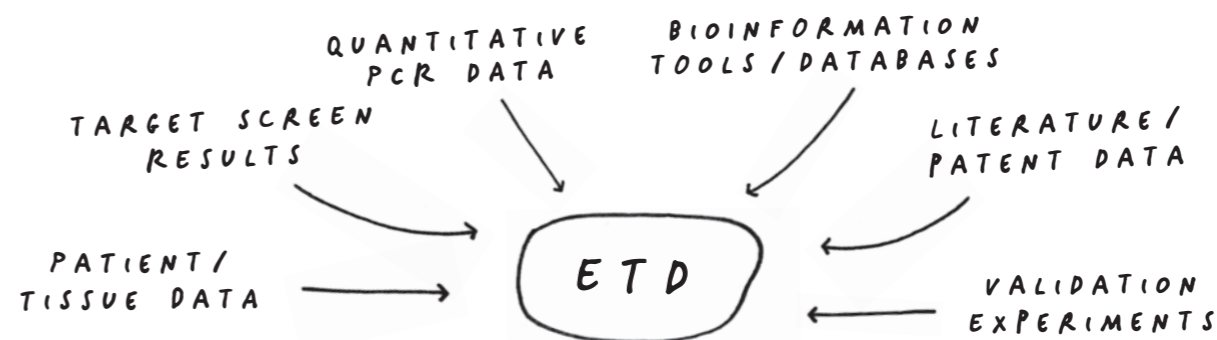 QUANTITATIVE
PCR DATA
BIOINFORMATION
TOOLS/DATABASES
TARGET SCREEN
RESULTS
LITERATURE/
PATENT DATA
PATIENT/
TISSUE DATA
ETD
VALIDATION
EXPERIMENTS